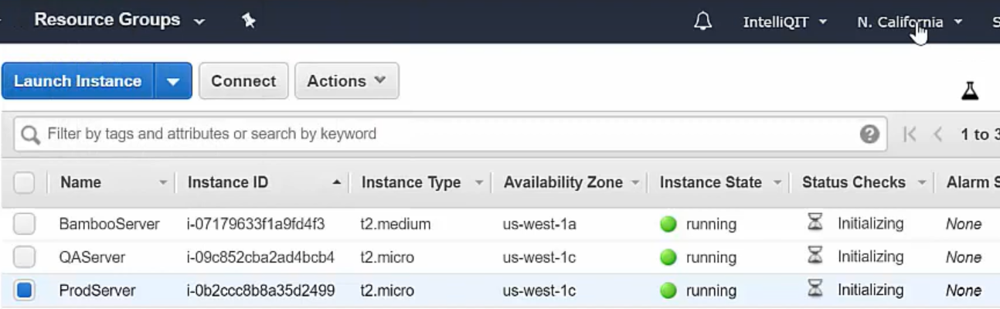 Resource Groups IntelliQIT N. California S
Launch Instance Connect Actions
Filter by tags and attributes or search by keyword 1 to 3
Name Instance ID Instance Type Availability Zone Instance State Status Checks Alarm S
BambooServer i-07179633f1a9fd4f3 t2.medium us-west-1a running Initializing None
QAServer i-09c852cba2ad4bcb4 t2.micro us-west-1c running Initializing None
ProdServer i-0b2ccc8b8a35d2499 t2.micro us-west-1c running Initializing None